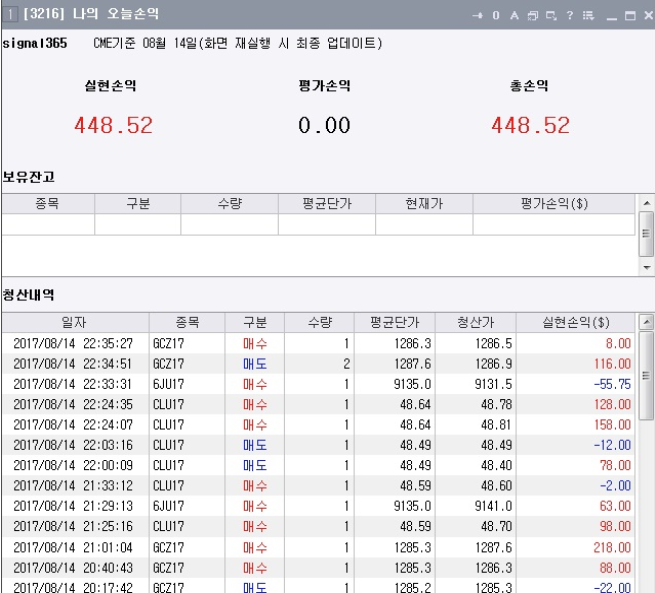 1 [3216] 나의 오늘손익
signal365 CME기준 08월 14일(화면 재실행 시 최종 업데이트)
실현손익 평가손익 총손익
448.52 0.00 448.52
보유잔고
종목 구분 수량 평균단가 현재가 평가손익($)
청산내역
일자 종목 구분 수량 평균단가 청산가 실현손익($)
2017/08/14 22:35:27 GCZ17 매수 1 1286.3 1286.5 8.00
2017/08/14 22:34:51 GCZ17 매도 2 1287.6 1286.9 116.00
2017/08/14 22:33:31 6JU17 매수 1 9135.0 9131.5 -55.75
2017/08/14 22:24:35 CLU17 매수 1 48.64 48.78 128.00
2017/08/14 22:24:07 CLU17 매수 1 48.64 48.81 158.00
2017/08/14 22:03:16 CLU17 매도 1 48.49 48.49 -12.00
2017/08/14 22:00:09 CLU17 매도 1 48.49 48.40 78.00
2017/08/14 21:33:12 CLU17 매수 1 48.59 48.60 -2.00
2017/08/14 21:29:13 6JU17 매수 1 9135.0 9141.0 63.00
2017/08/14 21:25:16 CLU17 매수 1 48.59 48.70 98.00
2017/08/14 21:01:04 GCZ17 매수 1 1285.3 1287.6 218.00
2017/08/14 20:40:43 GCZ17 매수 1 1285.3 1286.3 88.00
2017/08/14 20:17:42 GCZ17 매도 1 1285.2 1285.3 -22.00